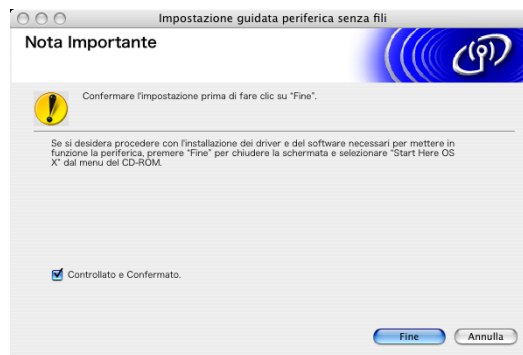 Impostazione guidata periferica senza fili
Nota Importante
Confermare l'impostazione prima di fare clic su "Fine".
Se si desidera procedere con l'installazione dei driver e del software necessari per mettere in
funzione la periferica, premere "Fine" per chiudere la schermata e selezionare "Start Here OS
X" dal menu del CD-ROM.
Controllato e Confermato.
Fine
Annulla